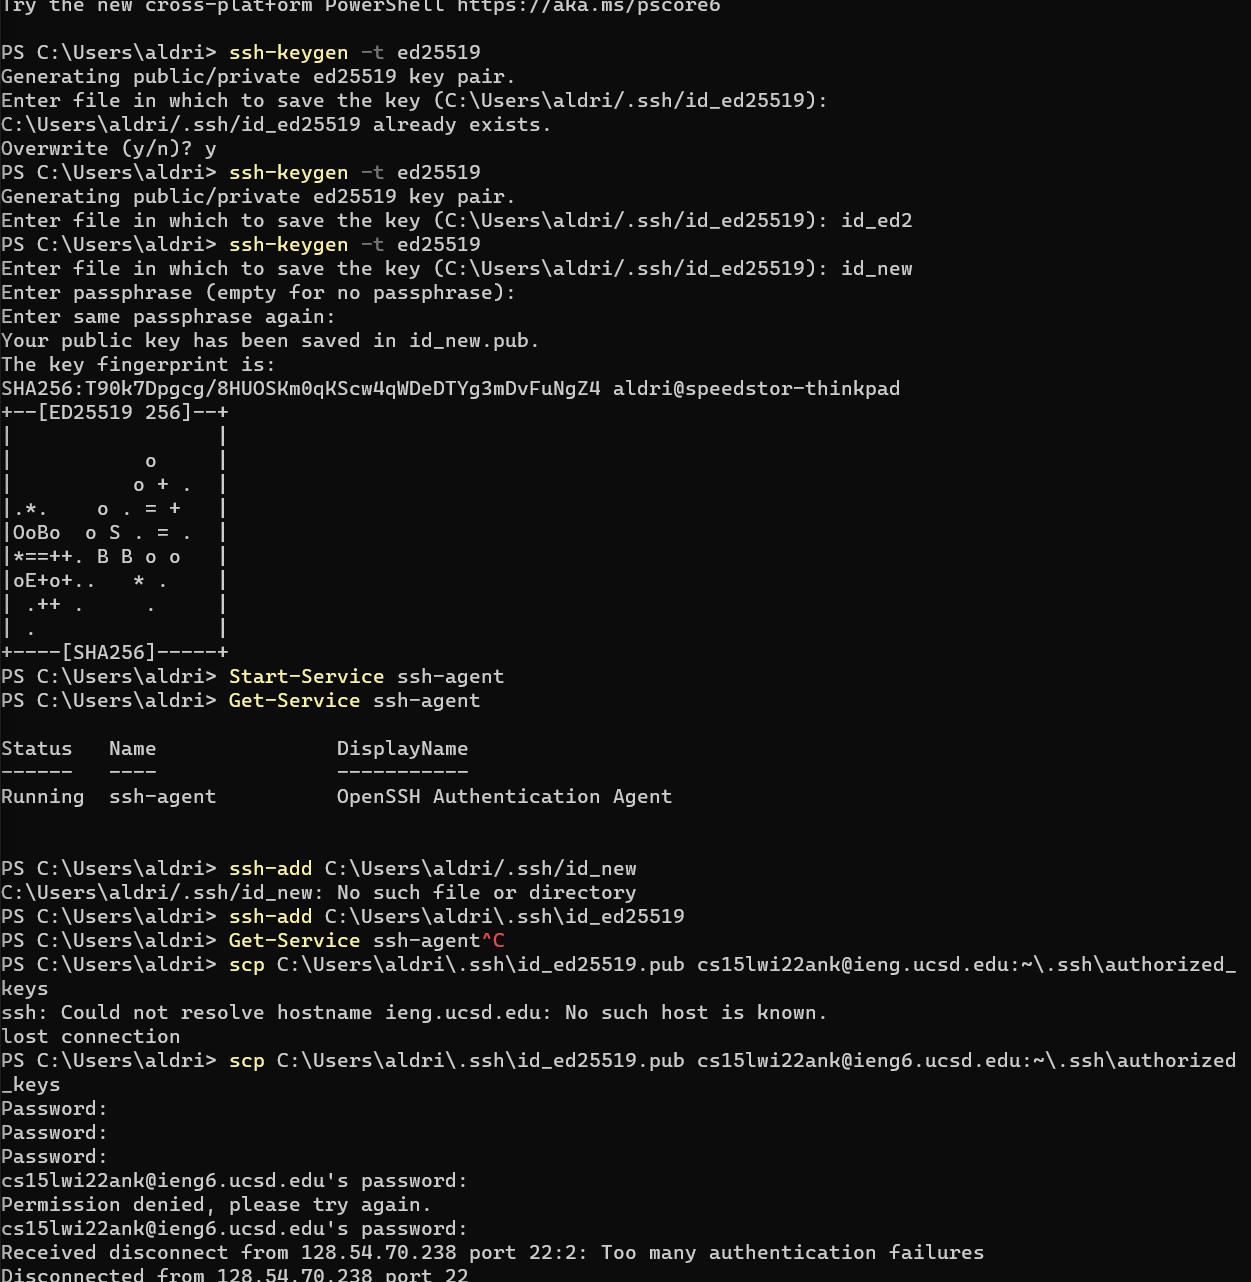 Try the new cross-platform PowerShell https://aka.ms/pscore6
PS C:\Users\aldri> ssh-keygen -t ed25519
Generating public/private ed25519 key pair.
Enter file in which to save the key (C:\Users\aldri/.ssh/id_ed25519):
C:\Users\aldri/.ssh/id_ed25519 already exists.
Overwrite (y/n)? y
PS C:\Users\aldri> ssh-keygen -t ed25519
Generating public/private ed25519 key pair.
Enter file in which to save the key (C:\Users\aldri/.ssh/id_ed25519): id_ed2
PS C:\Users\aldri> ssh-keygen -t ed25519
Enter file in which to save the key (C:\Users\aldri/.ssh/id_ed25519): id_new
Enter passphrase (empty for no passphrase):
Enter same passphrase again:
Your public key has been saved in id_new.pub.
The key fingerprint is:
SHA256:T90k7Dpgcg/8HUOSKm0qKScw4qWDeDTYg3mDvFuNgZ4 aldri@speedstor-thinkpad
+--[ED25519 256]--+
|                 |
|           o     |
|          o + .  |
|.*.    o . = +   |
|OoBo  o S . = .  |
|*==++. B B o o   |
|oE+o+..   * .    |
| .++ .     .     |
| .               |
+----[SHA256]-----+
PS C:\Users\aldri> Start-Service ssh-agent
PS C:\Users\aldri> Get-Service ssh-agent
Status   Name               DisplayName
------   ----               -----------
Running  ssh-agent          OpenSSH Authentication Agent
PS C:\Users\aldri> ssh-add C:\Users\aldri/.ssh/id_new
C:\Users\aldri/.ssh/id_new: No such file or directory
PS C:\Users\aldri> ssh-add C:\Users\aldri\.ssh\id_ed25519
PS C:\Users\aldri> Get-Service ssh-agent^C
PS C:\Users\aldri> scp C:\Users\aldri\.ssh\id_ed25519.pub cs15lwi22ank@ieng.ucsd.edu:~\.ssh\authorized_
keys
ssh: Could not resolve hostname ieng.ucsd.edu: No such host is known.
lost connection
PS C:\Users\aldri> scp C:\Users\aldri\.ssh\id_ed25519.pub cs15lwi22ank@ieng6.ucsd.edu:~\.ssh\authorized
_keys
Password:
Password:
Password:
cs15lwi22ank@ieng6.ucsd.edu's password:
Permission denied, please try again.
cs15lwi22ank@ieng6.ucsd.edu's password:
Received disconnect from 128.54.70.238 port 22:2: Too many authentication failures
Disconnected from 128.54.70.238 port 22